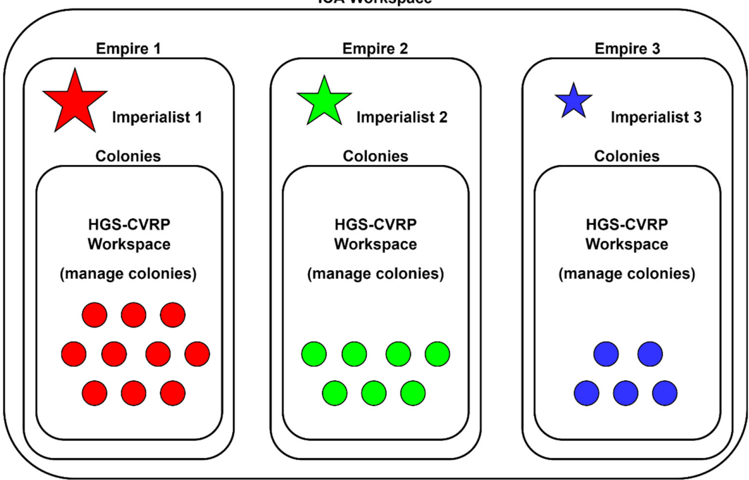 ICA Workspace
Empire 1
Imperialist 1
Colonies
HGS-CVRP
Workspace
(manage colonies)
Empire 2
Imperialist 2
Colonies
HGS-CVRP
Workspace
(manage colonies)
Empire 3
Imperialist 3
Colonies
HGS-CVRP
Workspace
(manage colonies)